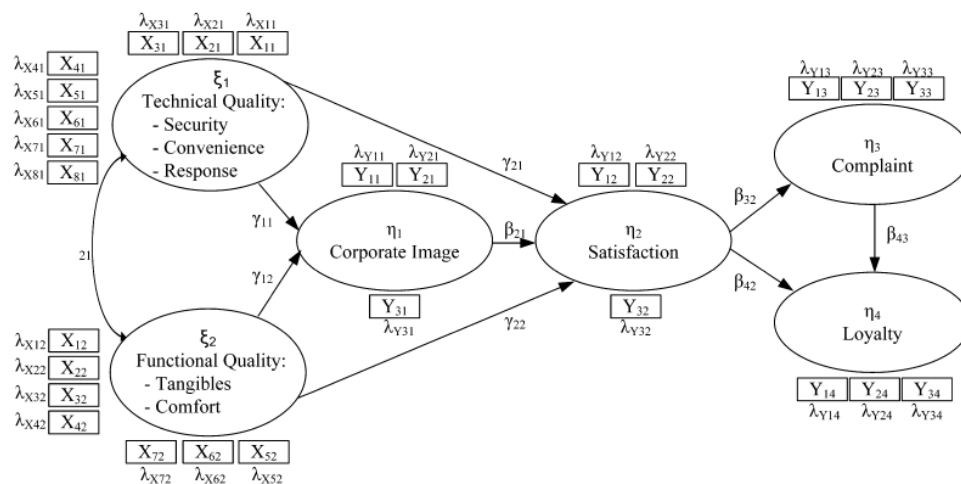 λX31 λX21 λX11
X31 X21 X11
λX41 X41
λX51 X51
λX61 X61
λX71 X71
λX81 X81
ξ1
Technical Quality:
- Security
- Convenience
- Response
λY11 λY21
Y11 Y21
η1
Corporate Image
Y31
λY31
γ11
γ12
γ21
γ22
β21
λY12 λY22
Y12 Y22
η2
Satisfaction
Y32
λY32
β32
β42
λY13 λY23 λY33
Y13 Y23 Y33
η3
Complaint
β43
η4
Loyalty
Y14 Y24 Y34
λY14 λY24 λY34
21
λX12 X12
λX22 X22
λX32 X32
λX42 X42
ξ2
Functional Quality:
- Tangibles
- Comfort
X72 X62 X52
λX72 λX62 λX52